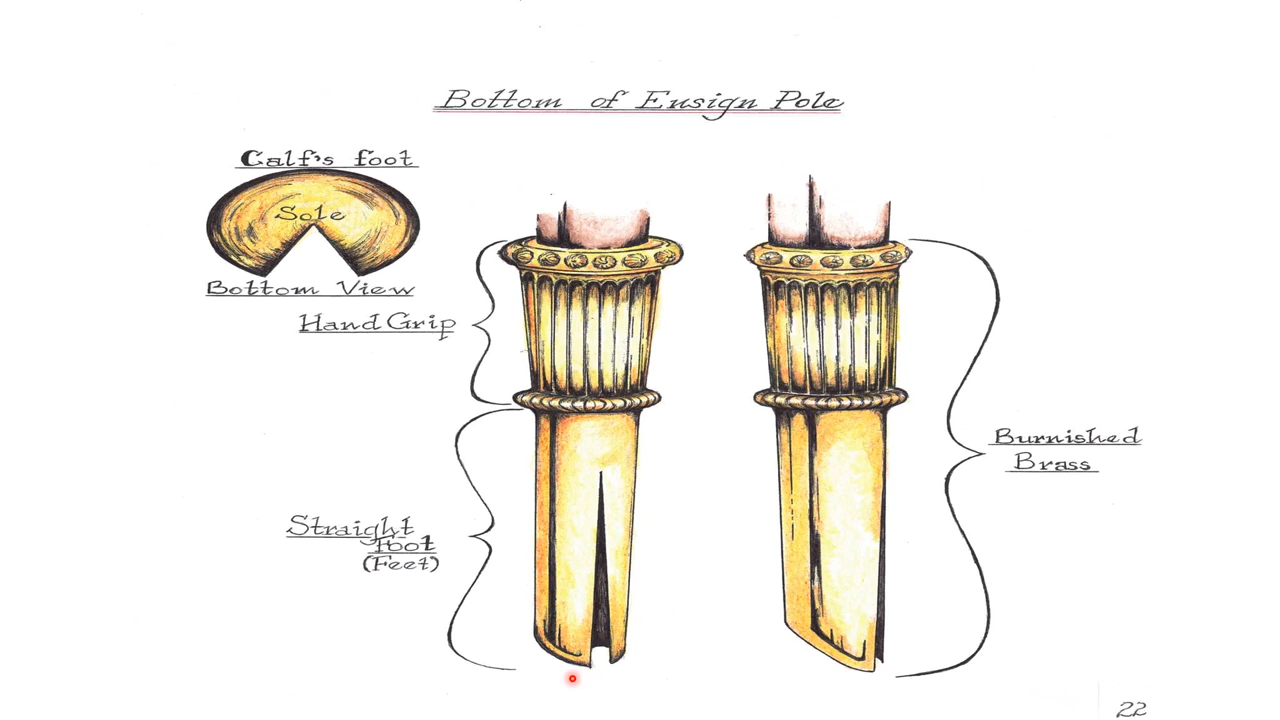 Bottom of Ensign Pole
Calf's foot
Sole
Bottom View
Hand Grip
Straight
Foot
(Feet)
Burnished
Brass
22